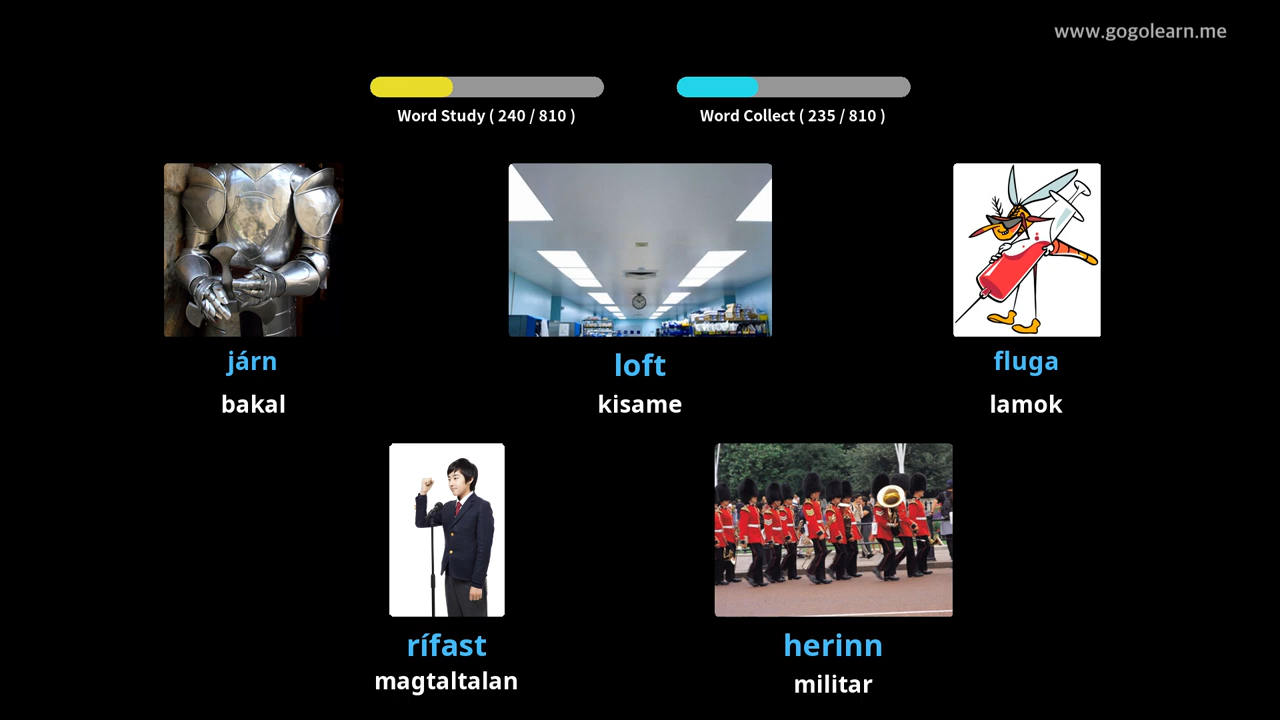 www.gogolearn.me
Word Study ( 240 / 810 )
Word Collect ( 235 / 810 )
járn
bakal
loft
kisame
fluga
lamok
rífast
magtaltalan
herinn
militar